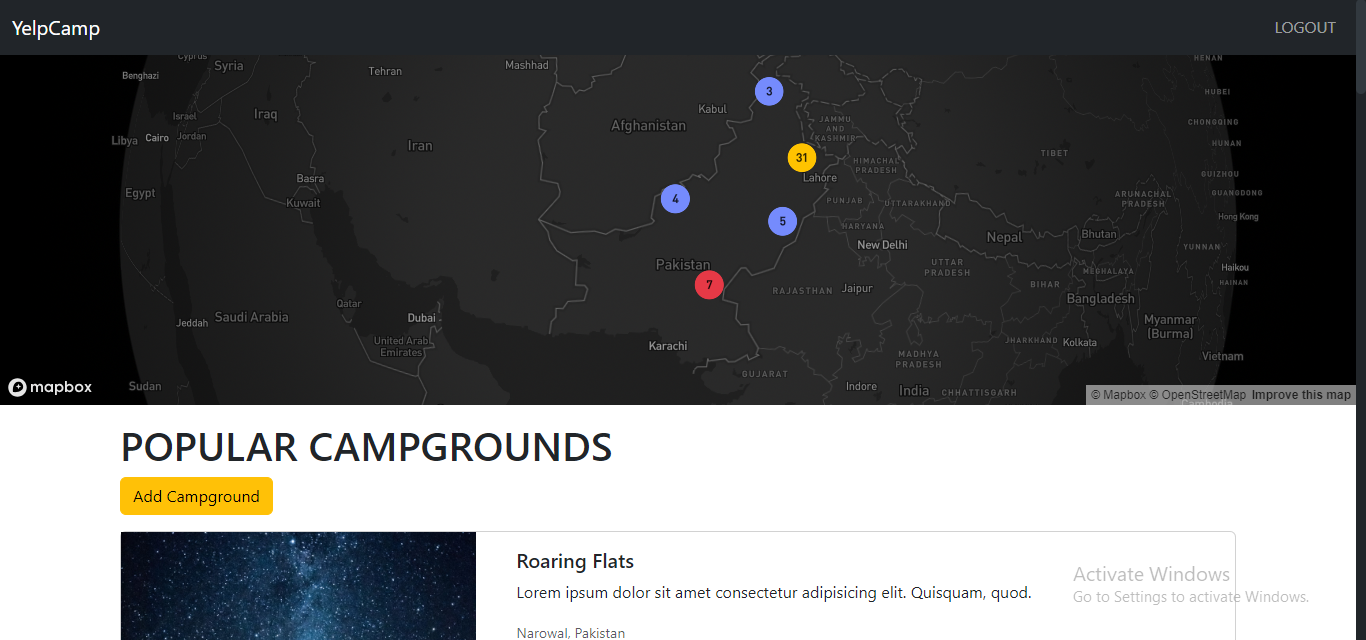 YelpCamp
LOGOUT
Cyprus
Syria
Tehran
Mashhad
HENAN
Benghazi
Kabul
3
HUBEI
Israel
Iraq
Afghanistan
JAMMU
AND
KASHMIR
CHONGQING
Libya
Cairo
Jordan
Iran
31
TIBET
HUNAN
HIMACHAL
PRADESH
Basra
Lahore
GUIZHOU
Egypt
Kuwait
4
PUNJAB
UTTARAKHAND
ARUNACHAL
PRADESH
GUANGDONG
5
HARYANA
Hong Kong
New Delhi
Nepal
Bhutan
YUNNAN
Pakistan
UTTAR
PRADESH
MEGHALAYA
Haikou
HAINAN
7
RAJASTHAN
Jaipur
BIHAR
Bangladesh
Qatar
Jeddah
Saudi Arabia
Dubai
Myanmar
(Burma)
United Arab
Emirates
Karachi
JHARKHAND
Kolkata
MADHYA
PRADESH
Vietnam
GUJARAT
Sudan
Indore
India
CHHATTISGARH
mapbox
© Mapbox © OpenStreetMap Improve this map
Cambodia
POPULAR CAMPGROUNDS
Add Campground
Roaring Flats
Lorem ipsum dolor sit amet consectetur adipisicing elit. Quisquam, quod.
Narowal, Pakistan
Activate Windows
Go to Settings to activate Windows.